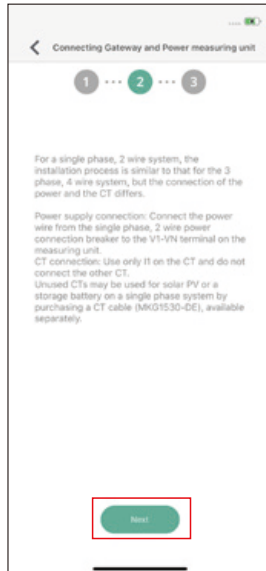 Connecting Gateway and Power measuring unit
1 ··· 2 ··· 3
For a single phase, 2 wire system, the
installation process is similar to that for the 3
phase, 4 wire system, but the connection of the
power and the CT differs.
Power supply connection: Connect the power
wire from the single phase, 2 wire power
connection breaker to the V1-VN terminal on the
measuring unit.
CT connection: Use only I1 on the CT and do not
connect the other CT.
Unused CTs may be used for solar PV or a
storage battery on a single phase system by
purchasing a CT cable (MKG1530-DE), available
separately.
Next